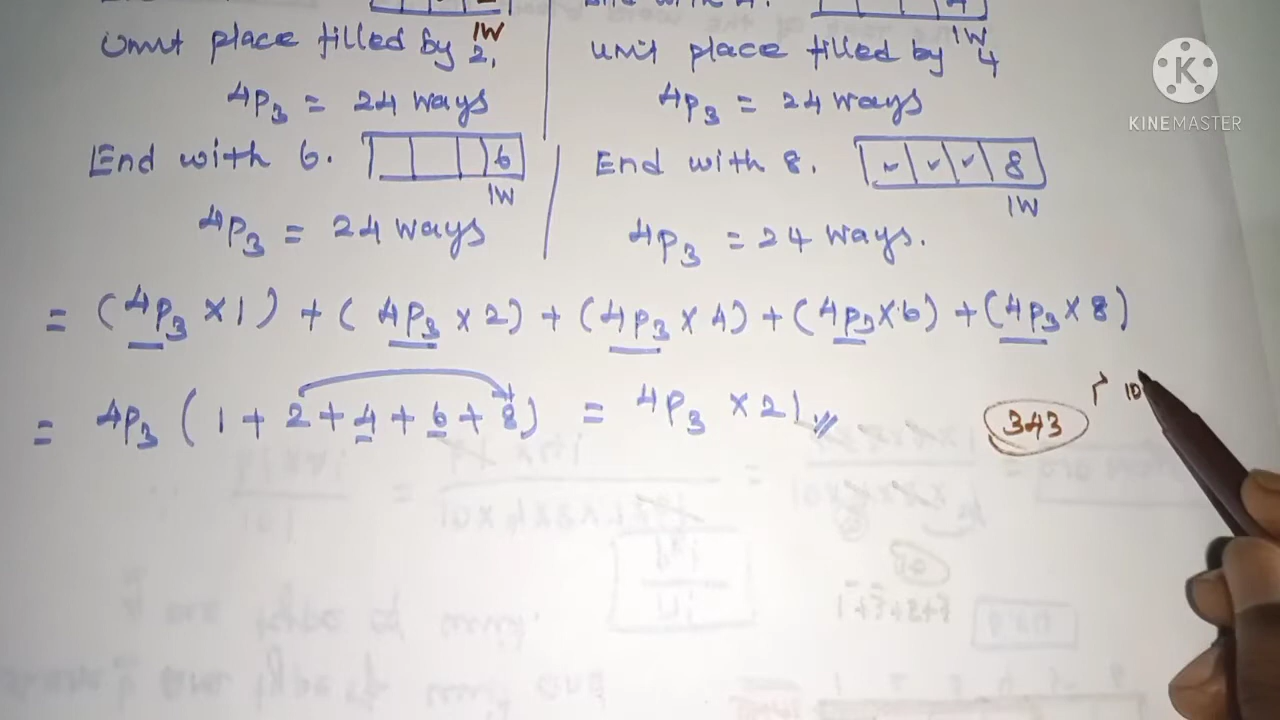 Unit place filled by 2.
1W
4P3 = 24 ways
unit place filled by 4
1W
4P3 = 24 ways
End with 6. 6
1W
4P3 = 24 ways
End with 8. 8
1W
4P3 = 24 ways.
= (4P3 × 1) + (4P3 × 2) + (4P3 × 4) + (4P3 × 6) + (4P3 × 8)
= 4P3 (1 + 2 + 4 + 6 + 8) = 4P3 × 21
343
10
K
KINEMASTER